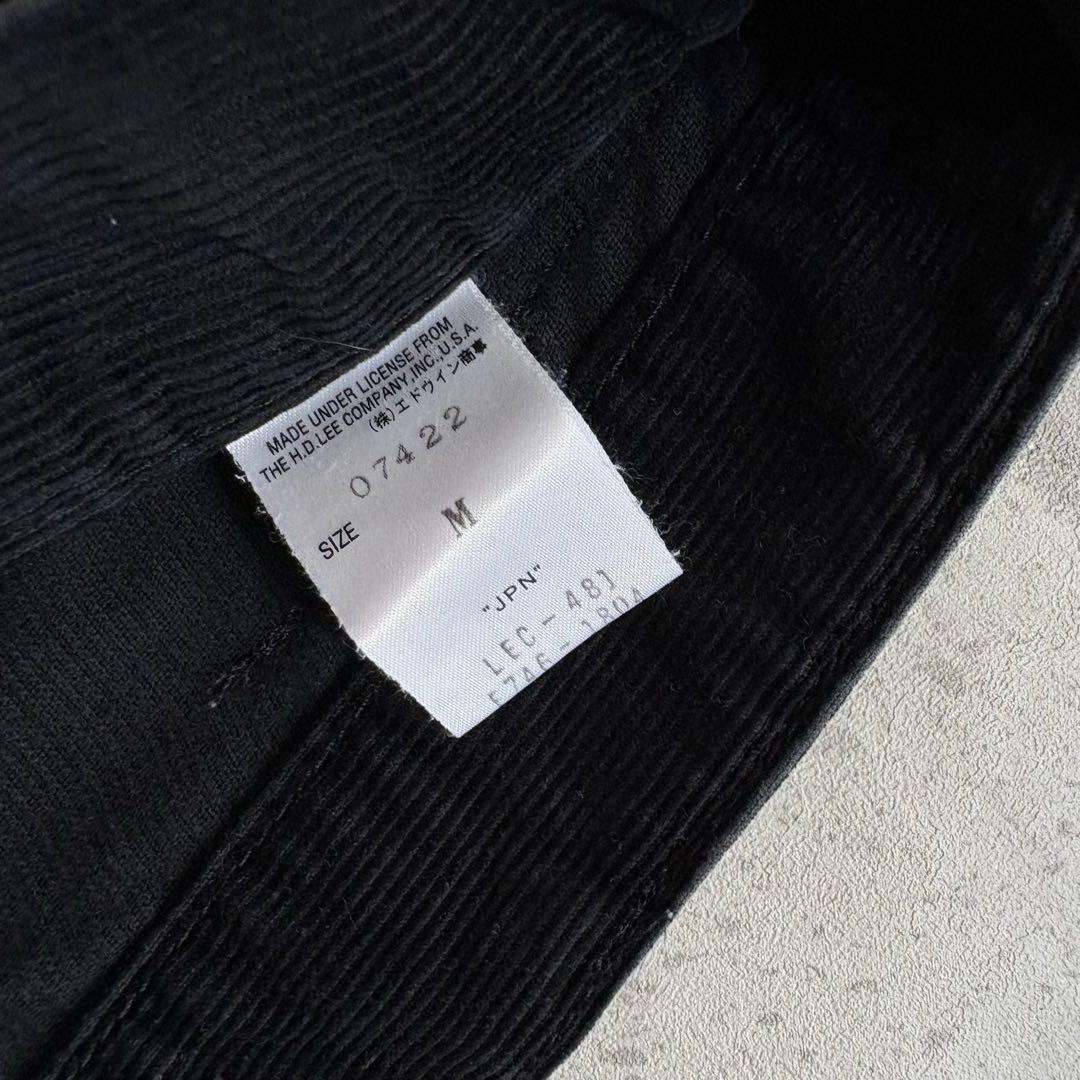 MADE UNDER LICENSE FROM
THE H.D.LEE COMPANY,INC.,U.S.A.
(株)エドウイン商事
07422
SIZE M
"JPN"
LEC-481